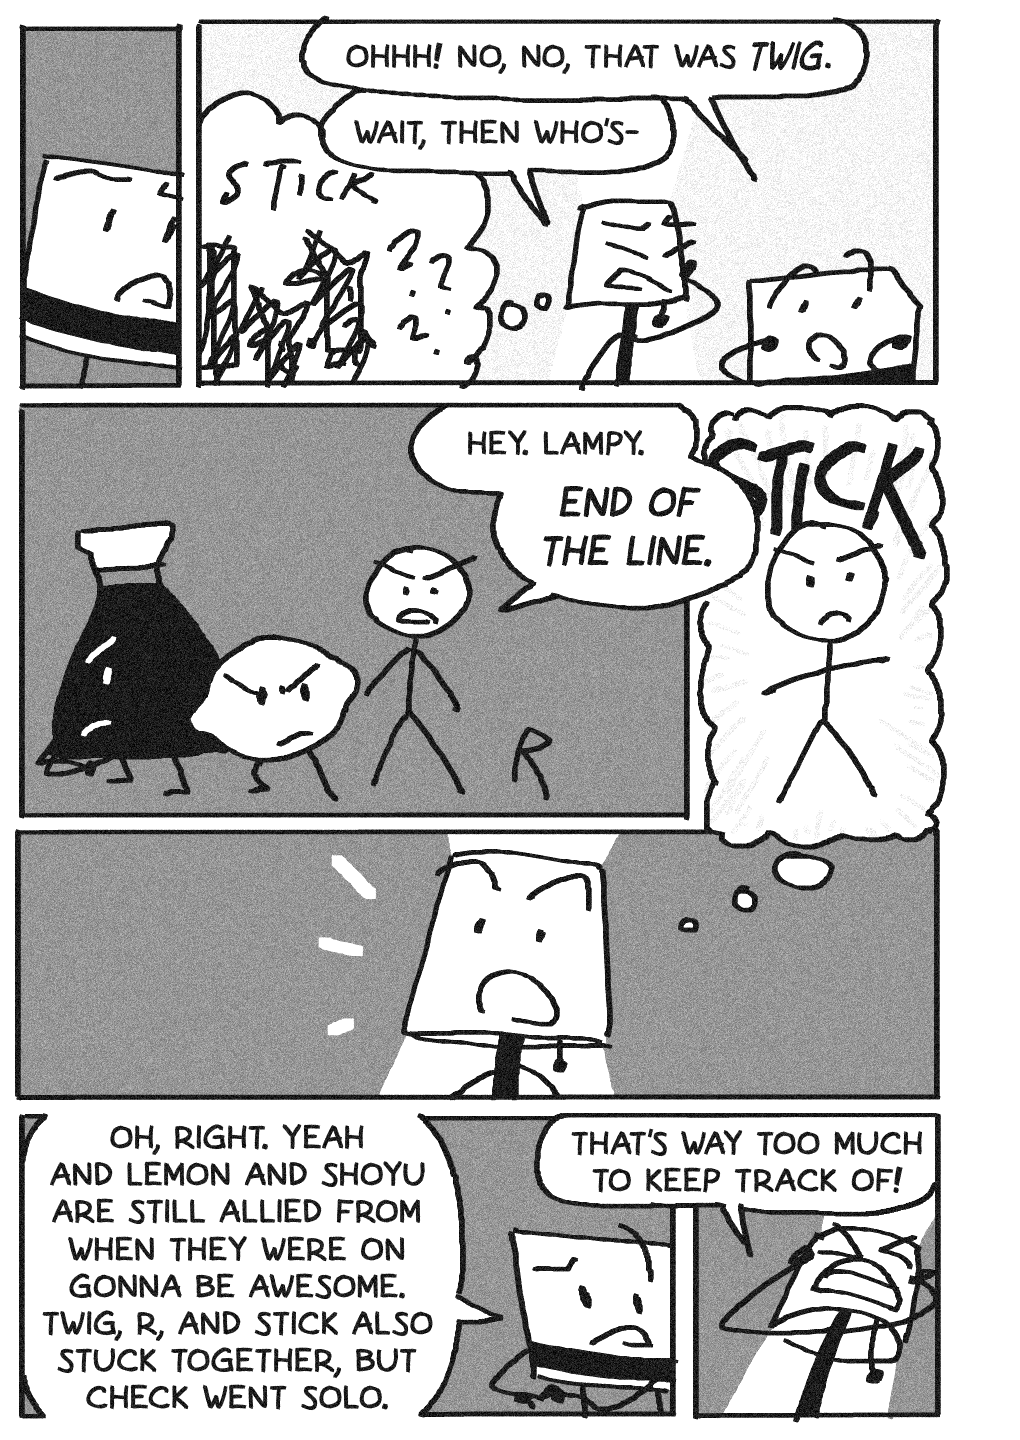 OHHH! NO, NO, THAT WAS TWIG.
WAIT, THEN WHO'S-
STICK
? ? ?
HEY. LAMPY.
END OF
THE LINE.
STICK
R
OH, RIGHT. YEAH
AND LEMON AND SHOYU
ARE STILL ALLIED FROM
WHEN THEY WERE ON
GONNA BE AWESOME.
TWIG, R, AND STICK ALSO
STUCK TOGETHER, BUT
CHECK WENT SOLO.
THAT'S WAY TOO MUCH
TO KEEP TRACK OF!